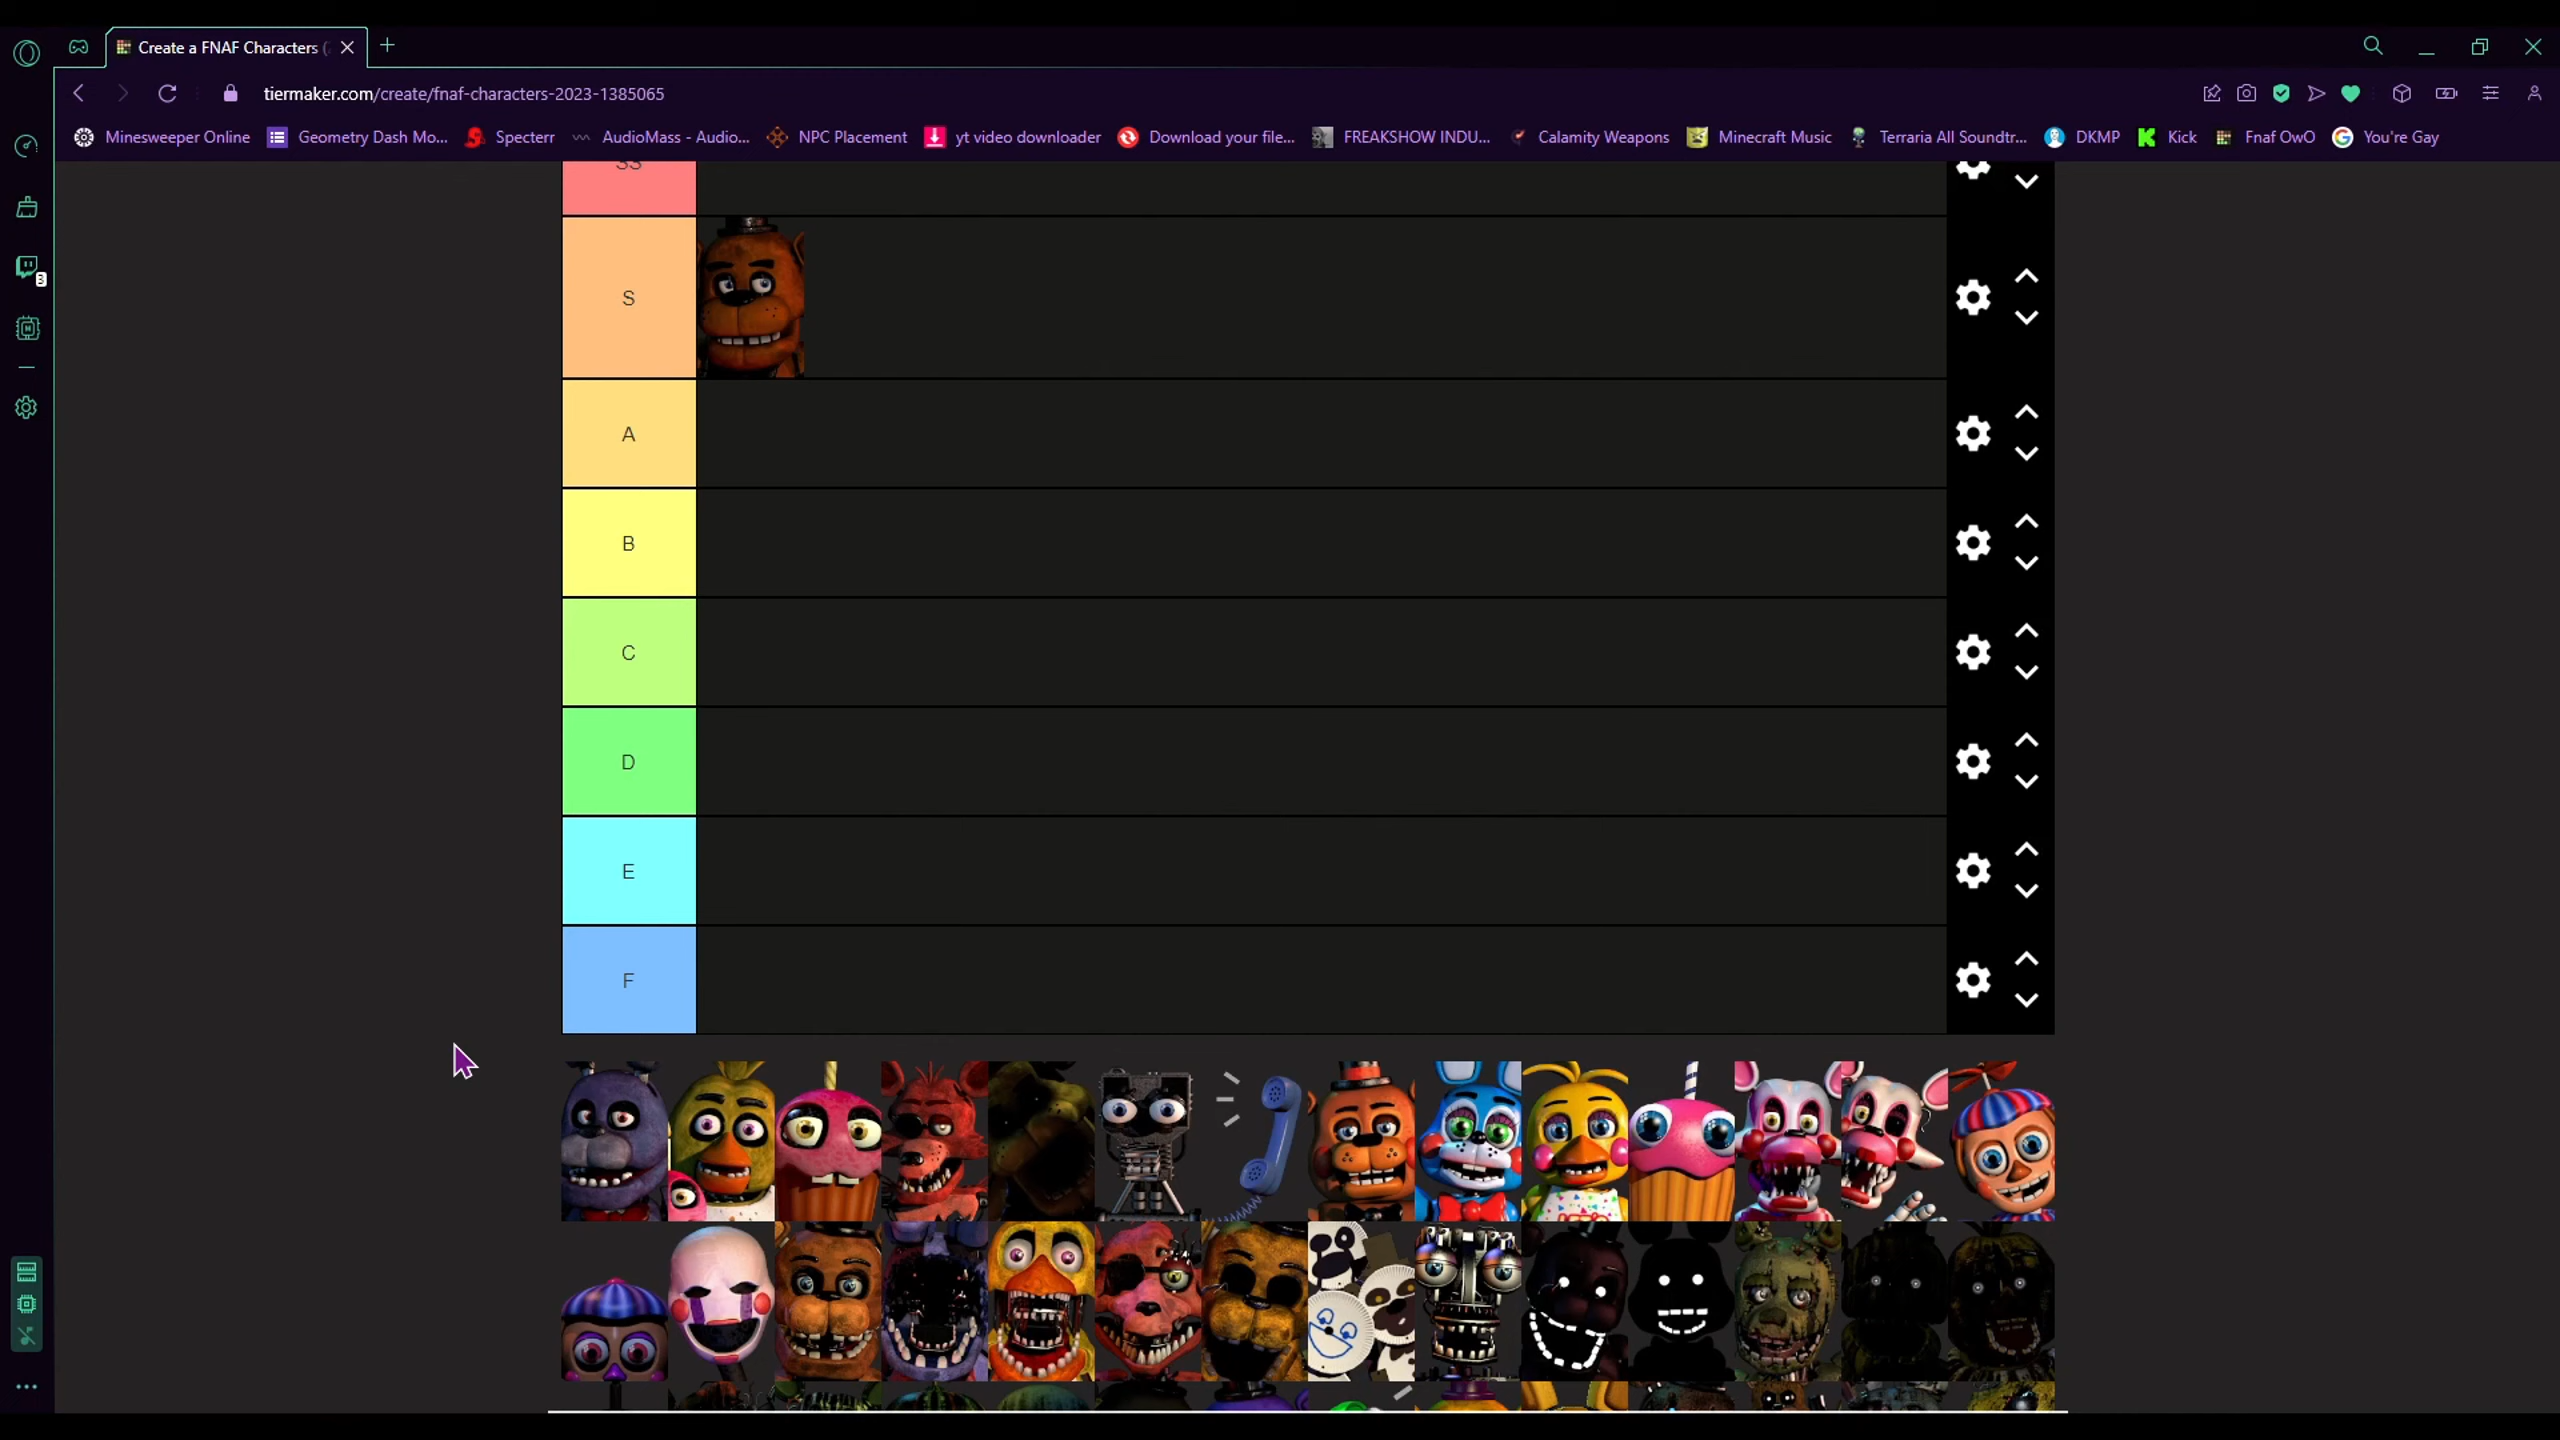 Create a FNAF Characters (
tiermaker.com/create/fnaf-characters-2023-1385065
Minesweeper Online Geometry Dash Mo... Specterr AudioMass - Audio... NPC Placement yt video downloader Download your file... FREAKSHOW INDU... Calamity Weapons Minecraft Music Terraria All Soundtr... DKMP Kick Fnaf OwO You're Gay
SS
3
S
A
B
C
D
E
F